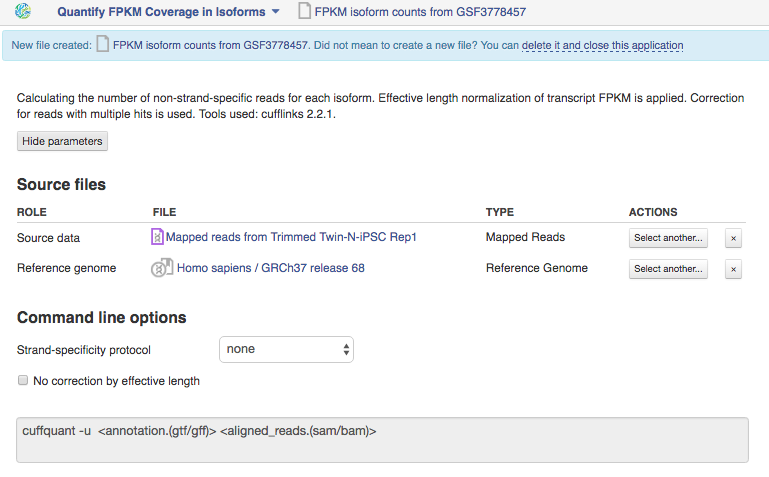 Quantify FPKM Coverage in Isoforms FPKM isoform counts from GSF3778457
New file created: FPKM isoform counts from GSF3778457. Did not mean to create a new file? You can delete it and close this application
Calculating the number of non-strand-specific reads for each isoform. Effective length normalization of transcript FPKM is applied. Correction
for reads with multiple hits is used. Tools used: cufflinks 2.2.1.
Hide parameters
Source files
ROLE FILE TYPE ACTIONS
Source data Mapped reads from Trimmed Twin-N-iPSC Rep1 Mapped Reads Select another... ×
Reference genome Homo sapiens / GRCh37 release 68 Reference Genome Select another... ×
Command line options
Strand-specificity protocol none
No correction by effective length
cuffquant -u <annotation.(gtf/gff)> <aligned_reads.(sam/bam)>